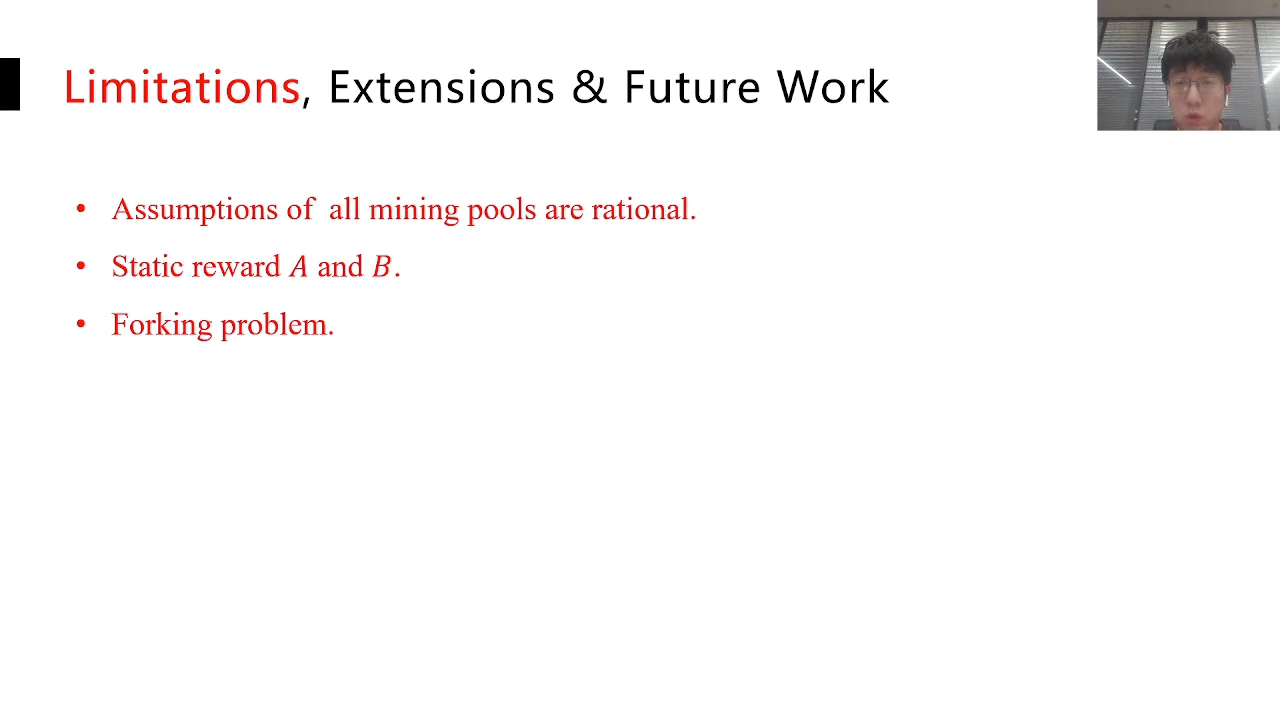 Limitations, Extensions & Future Work
• Assumptions of all mining pools are rational.
• Static reward A and B.
• Forking problem.